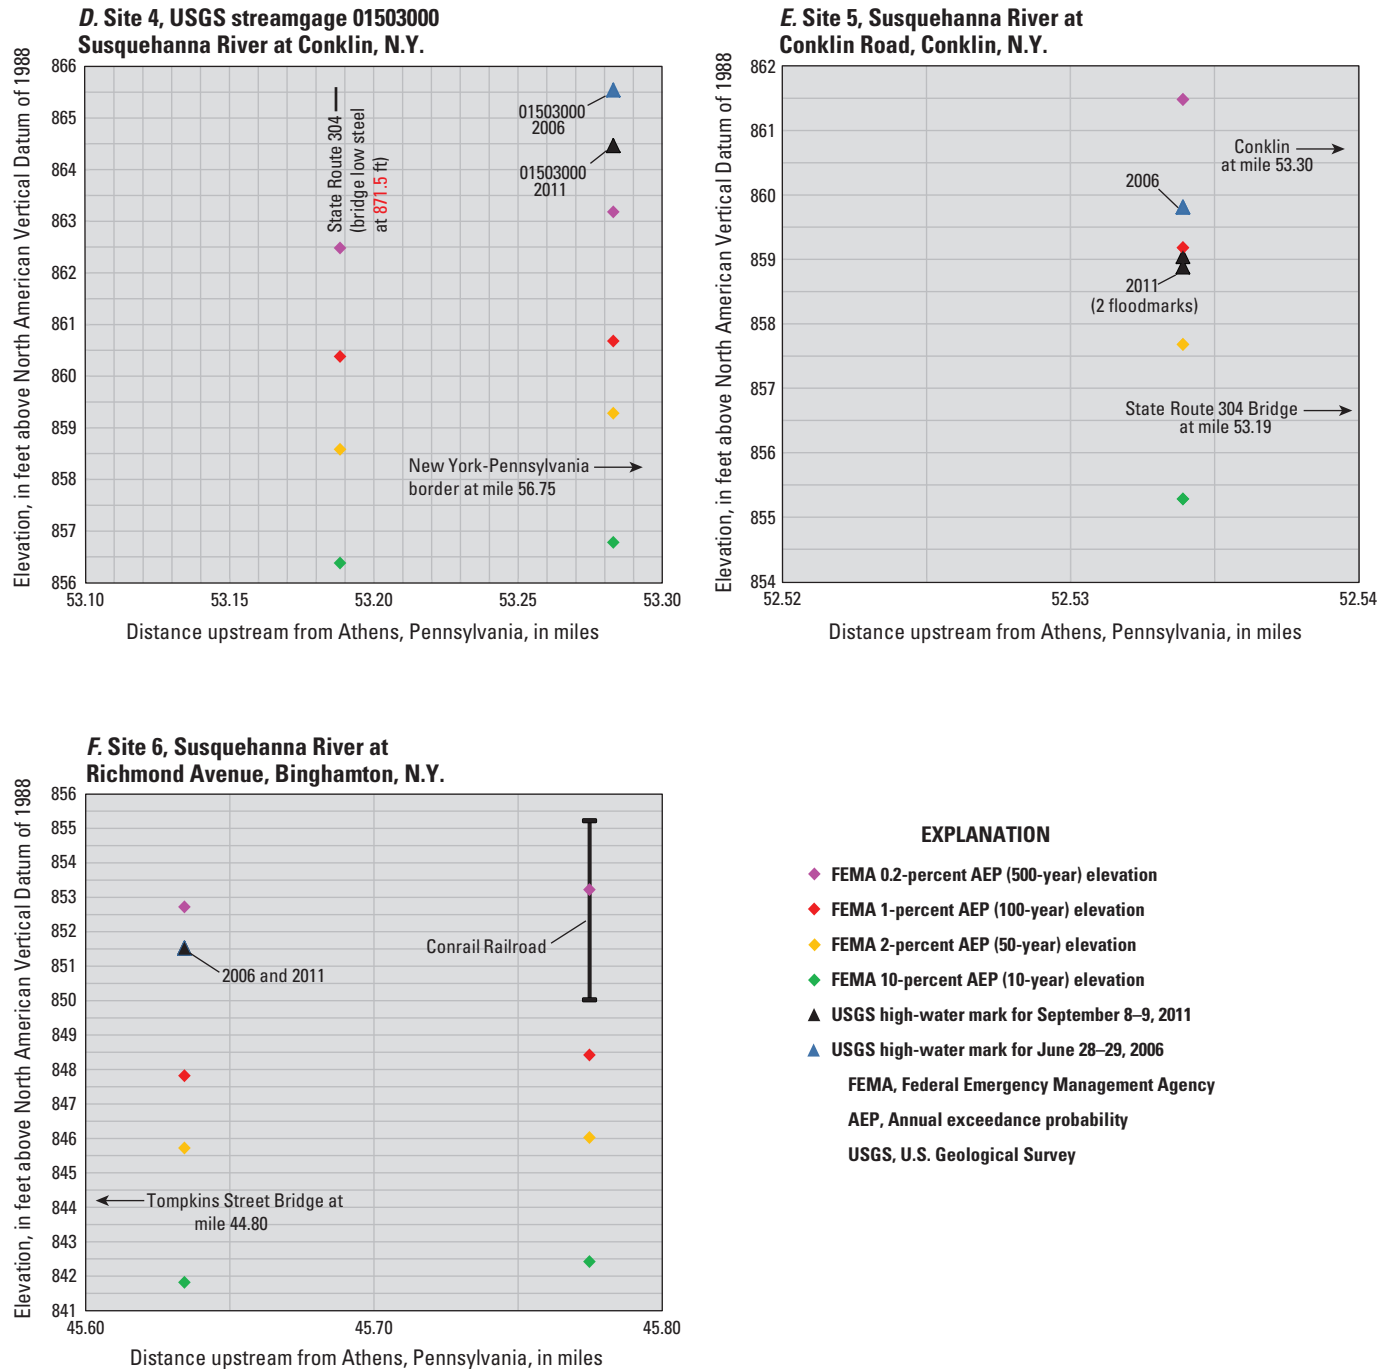 D. Site 4, USGS streamgage 01503000
Susquehanna River at Conklin, N.Y.
Elevation, in feet above North American Vertical Datum of 1988
866
865
864
863
862
861
860
859
858
857
856
State Route 304
(bridge low steel
at 871.5 ft)
01503000
2006
01503000
2011
New York-Pennsylvania
border at mile 56.75
53.10
53.15
53.20
53.25
53.30
Distance upstream from Athens, Pennsylvania, in miles
E. Site 5, Susquehanna River at
Conklin Road, Conklin, N.Y.
Elevation, in feet above North American Vertical Datum of 1988
862
861
860
859
858
857
856
855
854
Conklin
at mile 53.30
2006
2011
(2 floodmarks)
State Route 304 Bridge
at mile 53.19
52.52
52.53
52.54
Distance upstream from Athens, Pennsylvania, in miles
F. Site 6, Susquehanna River at
Richmond Avenue, Binghamton, N.Y.
Elevation, in feet above North American Vertical Datum of 1988
856
855
854
853
852
851
850
849
848
847
846
845
844
843
842
841
Conrail Railroad
2006 and 2011
Tompkins Street Bridge at
mile 44.80
45.60
45.70
45.80
Distance upstream from Athens, Pennsylvania, in miles
EXPLANATION
FEMA 0.2-percent AEP (500-year) elevation
FEMA 1-percent AEP (100-year) elevation
FEMA 2-percent AEP (50-year) elevation
FEMA 10-percent AEP (10-year) elevation
USGS high-water mark for September 8–9, 2011
USGS high-water mark for June 28–29, 2006
FEMA, Federal Emergency Management Agency
AEP, Annual exceedance probability
USGS, U.S. Geological Survey